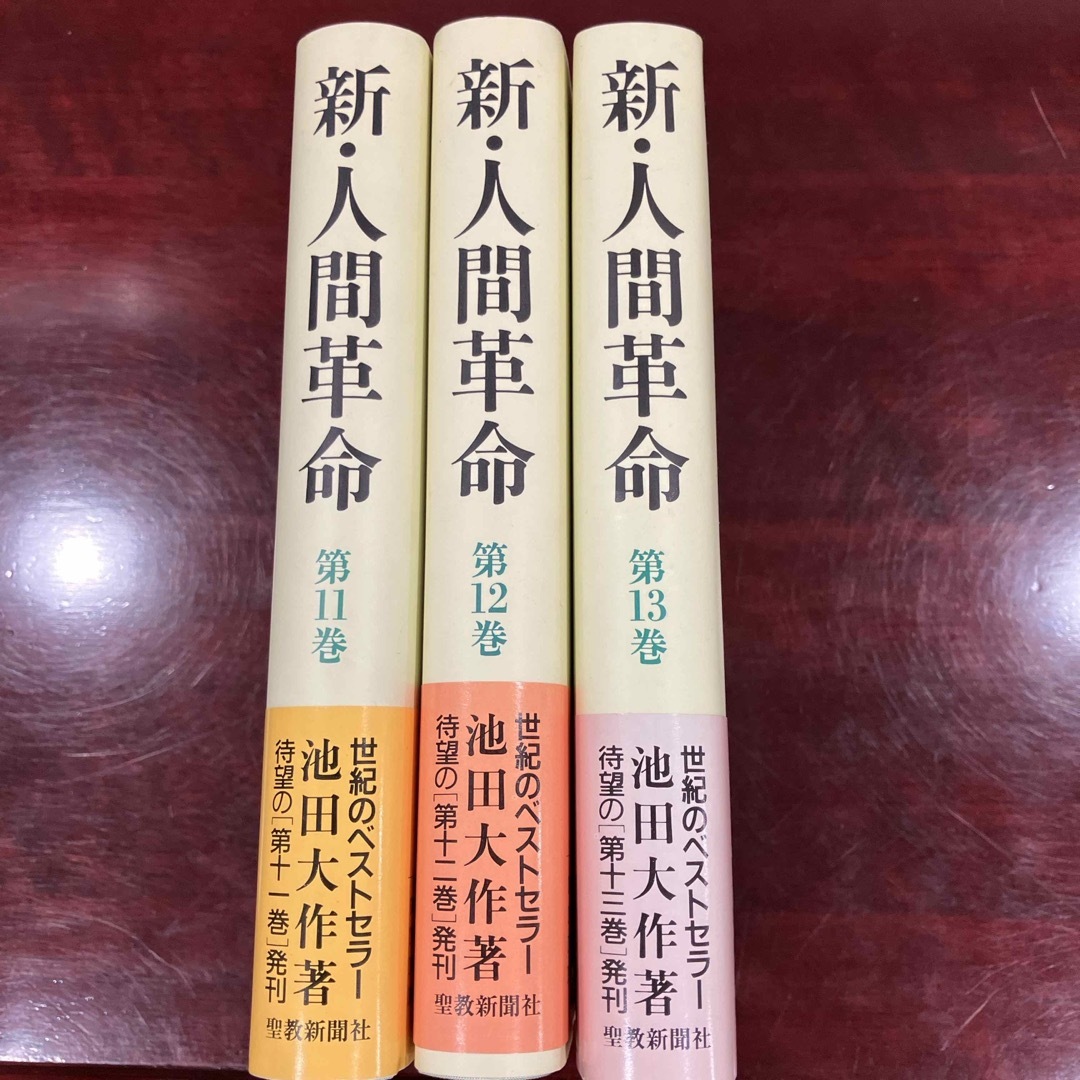 新・人間革命
第11巻
世紀のベストセラー
池田大作著
待望の[第十一巻]発刊
聖教新聞社
新・人間革命
第12巻
世紀のベストセラー
池田大作著
待望の[第十二巻]発刊
聖教新聞社
新・人間革命
第13巻
世紀のベストセラー
池田大作著
待望の[第十三巻]発刊
聖教新聞社